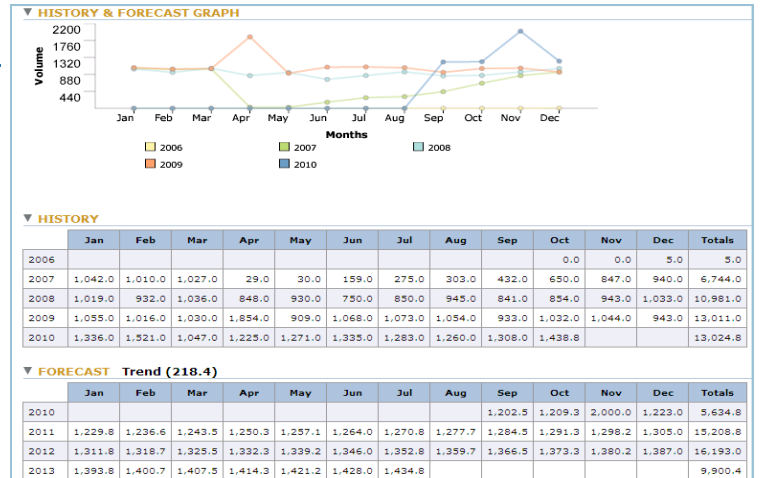 ▼ HISTORY & FORECAST GRAPH
2200
1760
1320
880
440
Volume
Jan Feb Mar Apr May Jun Jul Aug Sep Oct Nov Dec
Months
2006 2007 2008
2009 2010
▼ HISTORY
Jan Feb Mar Apr May Jun Jul Aug Sep Oct Nov Dec Totals
2006 0.0 0.0 5.0 5.0
2007 1,042.0 1,010.0 1,027.0 29.0 30.0 159.0 275.0 303.0 432.0 650.0 847.0 940.0 6,744.0
2008 1,019.0 932.0 1,036.0 848.0 930.0 750.0 850.0 945.0 841.0 854.0 943.0 1,033.0 10,981.0
2009 1,055.0 1,016.0 1,030.0 1,854.0 909.0 1,068.0 1,073.0 1,054.0 933.0 1,032.0 1,044.0 943.0 13,011.0
2010 1,336.0 1,521.0 1,047.0 1,225.0 1,271.0 1,335.0 1,283.0 1,260.0 1,308.0 1,438.8 13,024.8
▼ FORECAST Trend (218.4)
Jan Feb Mar Apr May Jun Jul Aug Sep Oct Nov Dec Totals
2010 1,202.5 1,209.3 2,000.0 1,223.0 5,634.8
2011 1,229.8 1,236.6 1,243.5 1,250.3 1,257.1 1,264.0 1,270.8 1,277.7 1,284.5 1,291.3 1,298.2 1,305.0 15,208.8
2012 1,311.8 1,318.7 1,325.5 1,332.3 1,339.2 1,346.0 1,352.8 1,359.7 1,366.5 1,373.3 1,380.2 1,387.0 16,193.0
2013 1,393.8 1,400.7 1,407.5 1,414.3 1,421.2 1,428.0 1,434.8 9,900.4